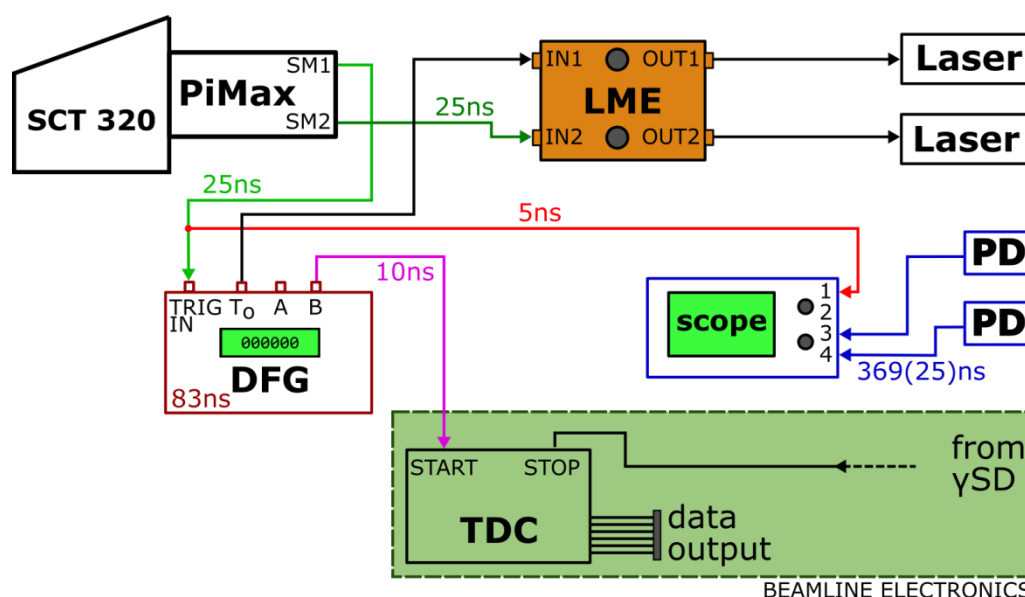 SCT 320
PiMax
SM1
SM2
25ns
25ns
IN1
OUT1
LME
IN2
OUT2
Laser
Laser
5ns
10ns
TRIG
IN
To
A
B
000000
DFG
83ns
scope
1
2
3
4
PD
PD
369(25)ns
START
STOP
TDC
data
output
from
γSD
BEAMLINE ELECTRONICS